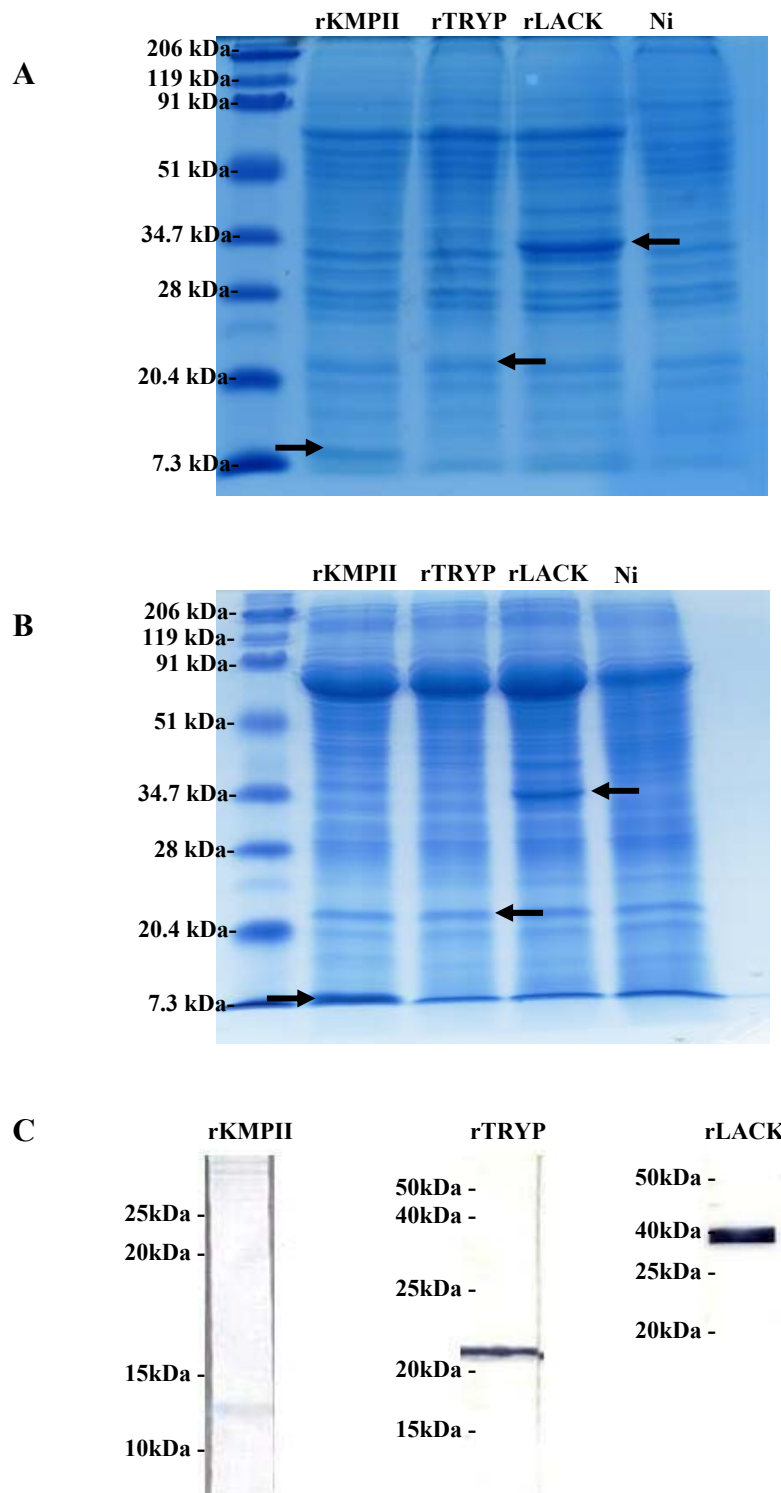 rKMPII rTRYP rLACK Ni
A
206 kDa-
119 kDa-
91 kDa-
51 kDa-
34.7 kDa-
28 kDa-
20.4 kDa-
7.3 kDa-
rKMPII rTRYP rLACK Ni
B
206 kDa-
119 kDa-
91 kDa-
51 kDa-
34.7 kDa-
28 kDa-
20.4 kDa-
7.3 kDa-
C
rKMPII
25kDa -
20kDa -
15kDa -
10kDa -
rTRYP
50kDa -
40kDa -
25kDa -
20kDa -
15kDa -
rLACK
50kDa -
40kDa -
25kDa -
20kDa -